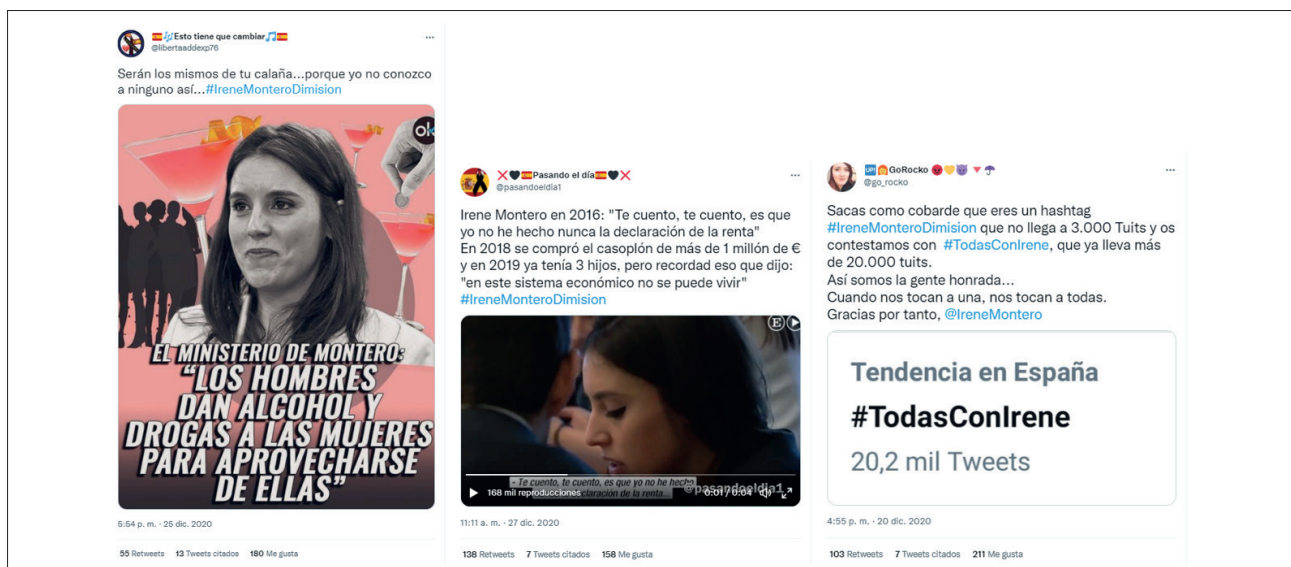 Esto tiene que cambiar
@libertaaddexp76
Serán los mismos de tu calaña...porque yo no conozco
a ninguno así...#IreneMonteroDimision
ok
EL MINISTERIO DE MONTERO:
“LOS HOMBRES
DAN ALCOHOL Y
DROGAS A LAS MUJERES
PARA APROVECHARSE
DE ELLAS”
5:54 p. m. · 25 dic. 2020
55 Retweets 13 Tweets citados 180 Me gusta
Pasando el día
@pasandoeldia1
Irene Montero en 2016: "Te cuento, te cuento, es que
yo no he hecho nunca la declaración de la renta"
En 2018 se compró el casoplón de más de 1 millón de €
y en 2019 ya tenía 3 hijos, pero recordad eso que dijo:
"en este sistema económico no se puede vivir"
#IreneMonteroDimision
E
- Te cuento, te cuento, es que yo no he hecho
168 mil reproducciones
declaración de la renta...
@pasandoeldia1
0:01 / 0:04
11:11 a. m. · 27 dic. 2020
138 Retweets 7 Tweets citados 158 Me gusta
UP! GoRocko
@go_rocko
Sacas como cobarde que eres un hashtag
#IreneMonteroDimision que no llega a 3.000 Tuits y os
contestamos con #TodasConIrene, que ya lleva más
de 20.000 tuits.
Así somos la gente honrada...
Cuando nos tocan a una, nos tocan a todas.
Gracias por tanto, @IreneMontero
Tendencia en España
#TodasConIrene
20,2 mil Tweets
4:55 p. m. · 20 dic. 2020
103 Retweets 7 Tweets citados 211 Me gusta